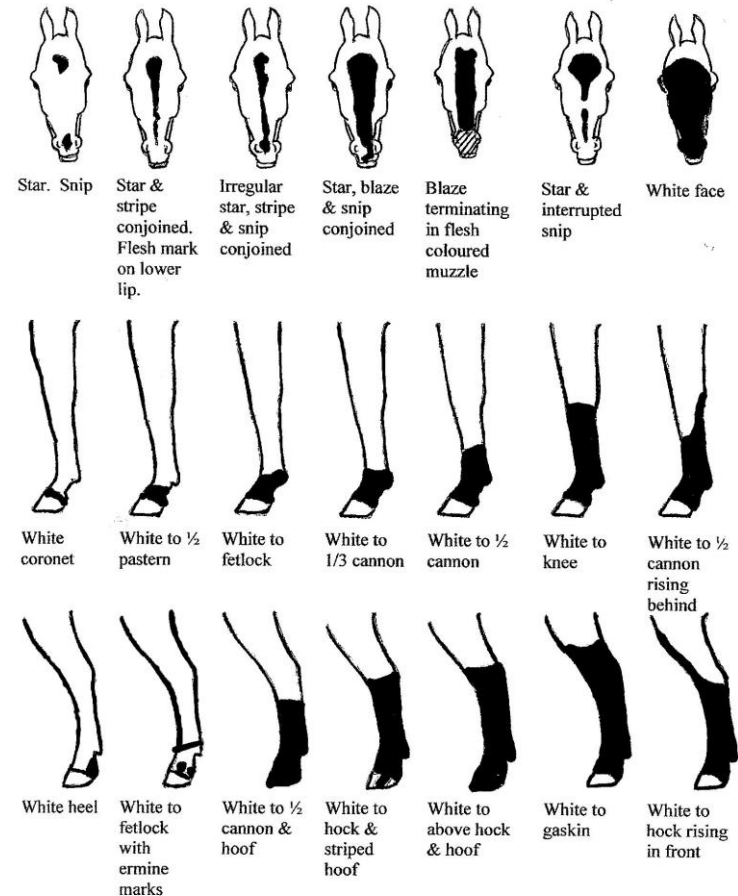 Star. Snip
Star &
stripe
conjoined.
Flesh mark
on lower
lip.
Irregular
star, stripe
& snip
conjoined
Star, blaze
& snip
conjoined
Blaze
terminating
in flesh
coloured
muzzle
Star &
interrupted
snip
White face
White
coronet
White to ½
pastern
White to
fetlock
White to
1/3 cannon
White to ½
cannon
White to
knee
White to ½
cannon
rising
behind
White heel
White to
fetlock
with
ermine
marks
White to ½
cannon &
hoof
White to
hock &
striped
hoof
White to
above hock
& hoof
White to
gaskin
White to
hock rising
in front